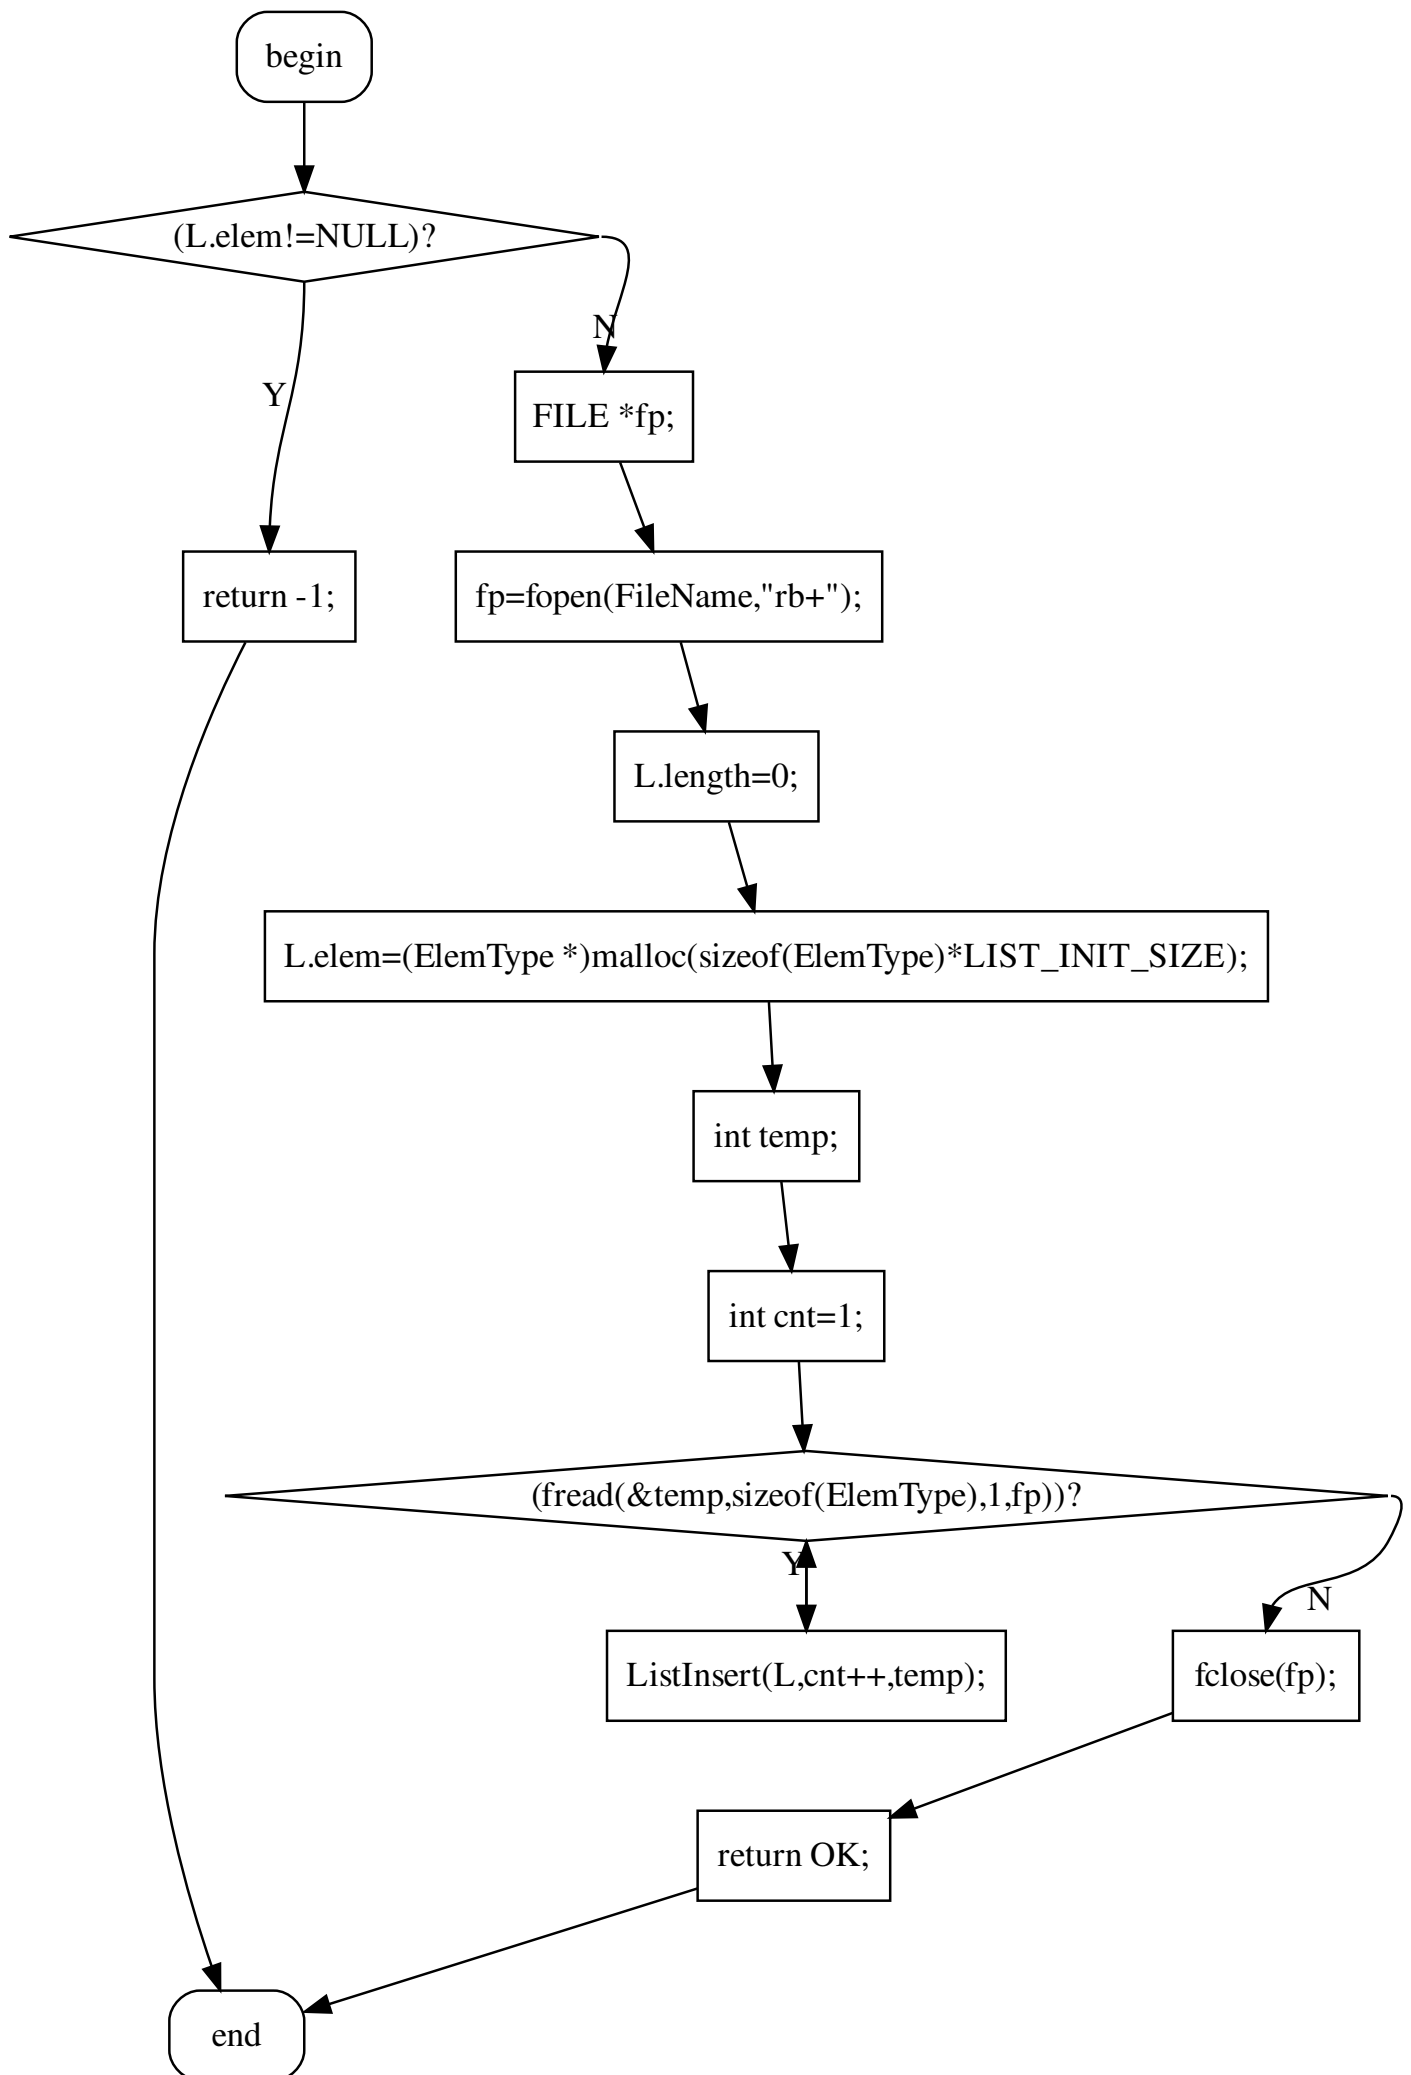 begin
(L.elem!=NULL)?
N
Y
FILE *fp;
return -1;
fp=fopen(FileName,"rb+");
L.length=0;
L.elem=(ElemType *)malloc(sizeof(ElemType)*LIST_INIT_SIZE);
int temp;
int cnt=1;
(fread(&temp,sizeof(ElemType),1,fp))?
Y
N
ListInsert(L,cnt++,temp);
fclose(fp);
return OK;
end